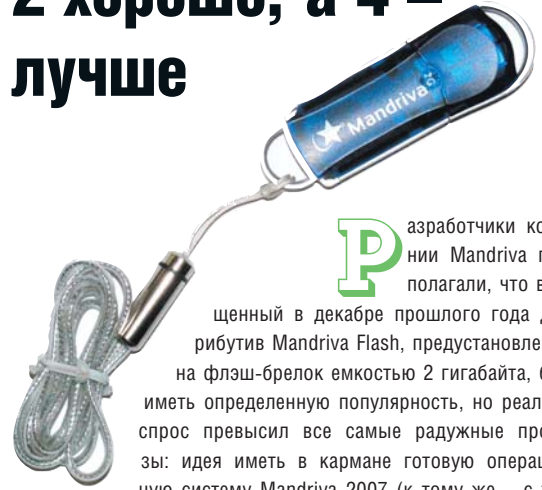 2 хорошо, а 4 –
лучше
Mandriva
Разработчики ко
нии Mandriva п
полагали, что в
щенный в декабре прошлого года д
рибутив Mandriva Flash, предустановле
на флэш-брелок емкостью 2 гигабайта, б
иметь определенную популярность, но реал
спрос превысил все самые радужные про
зы: идея иметь в кармане готовую операц